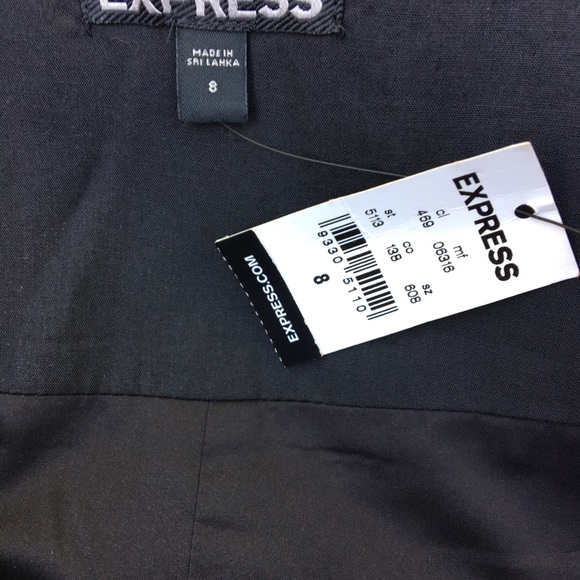 EXPRESS
MADE IN
SRI LANKA
8
EXPRESS
cl mf
469 06316
st co sz
5113 138 608
9330 5110
8
EXPRESS.COM